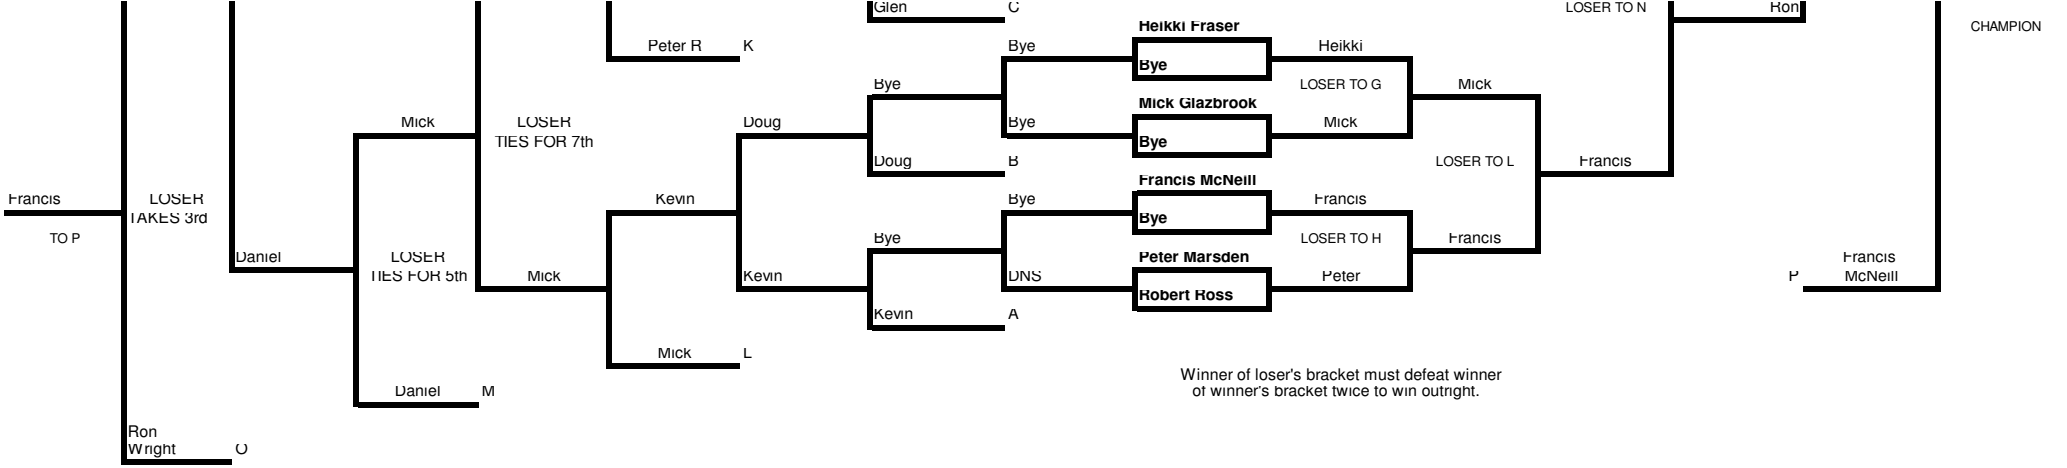 Glen
C
LOSER TO N
Ron
CHAMPION
Heikki Fraser
Peter R
K
Bye
Heikki
Bye
Bye
LOSER TO G
Mick
Mick Glazbrook
Mick
LOSER
Doug
Bye
Mick
TIES FOR 7th
Bye
Doug
B
LOSER TO L
Francis
Francis McNeill
Francis
LOSER
Kevin
Bye
Francis
TAKES 3rd
Bye
TO P
Bye
LOSER TO H
Francis
Daniel
LOSER
Peter Marsden
Francis
TIES FOR 5th
Mick
Kevin
DNS
Peter
P
McNeill
Robert Ross
Kevin
A
Mick
L
Winner of loser's bracket must defeat winner
of winner's bracket twice to win outright.
Daniel
M
Ron
Wright
O